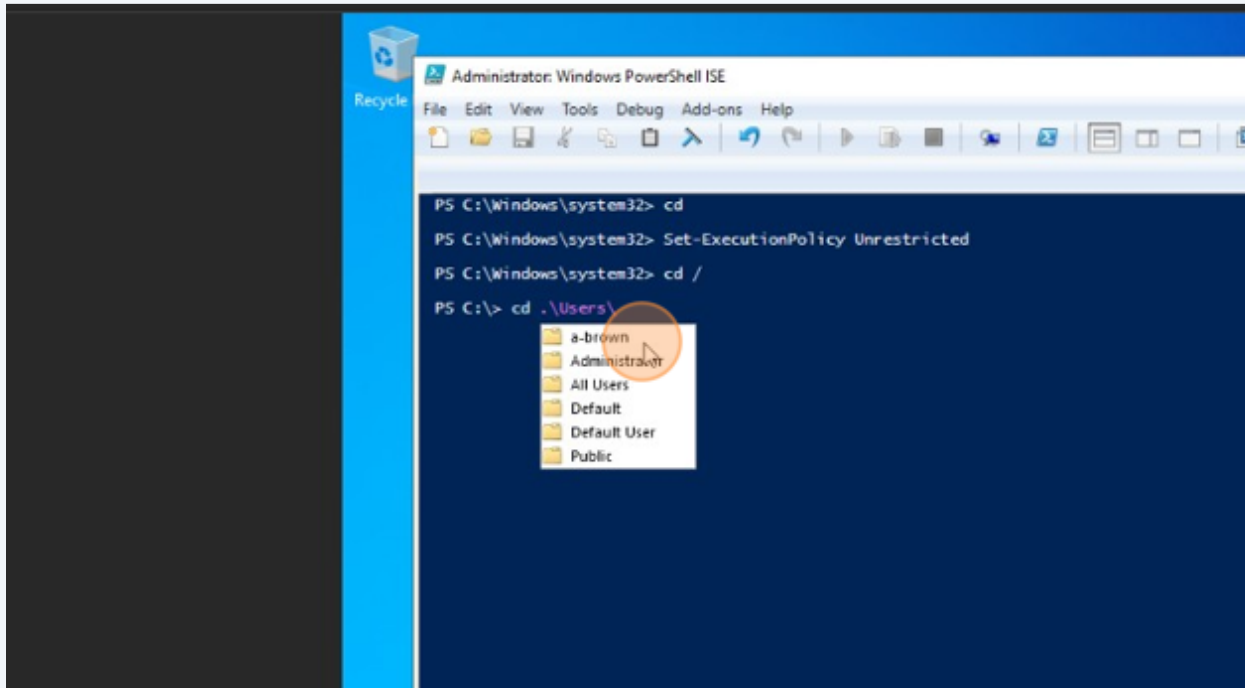 Recycle
Administrator: Windows PowerShell ISE
File Edit View Tools Debug Add-ons Help
PS C:\Windows\system32> cd
PS C:\Windows\system32> Set-ExecutionPolicy Unrestricted
PS C:\Windows\system32> cd /
PS C:\> cd .\Users\
a-brown
Administrator
All Users
Default
Default User
Public